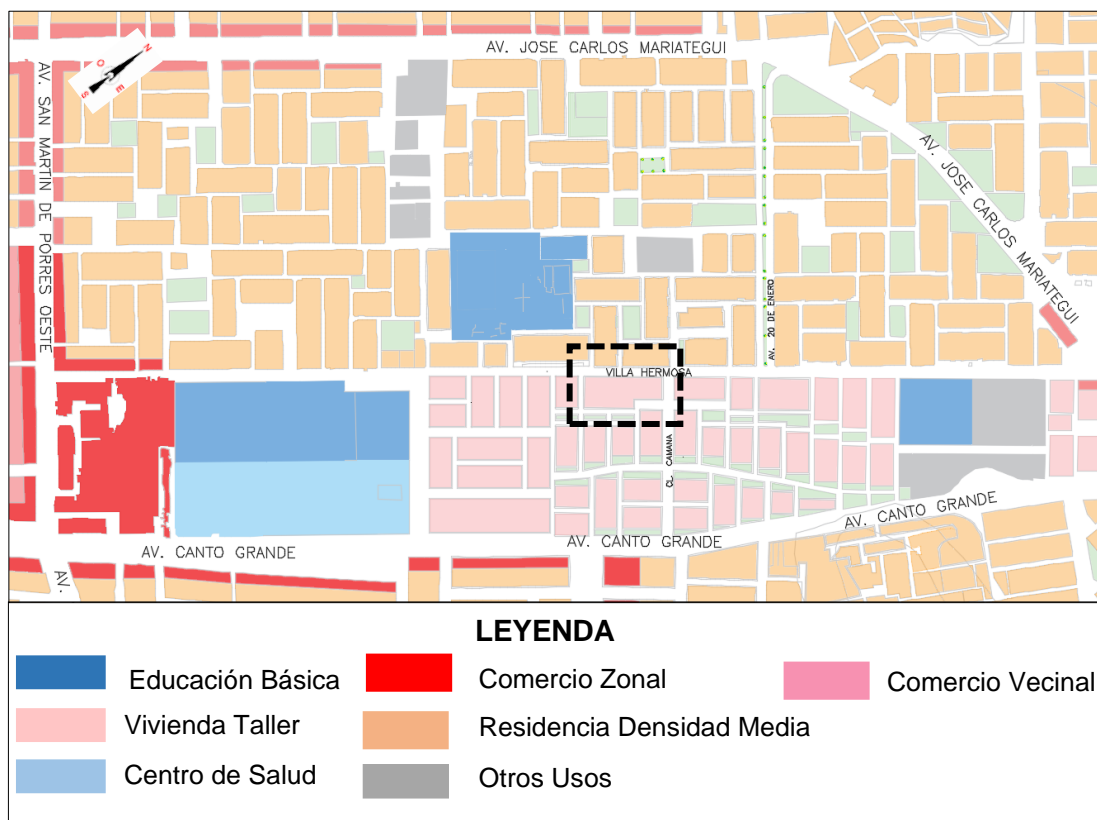 AV. JOSE CARLOS MARIATEGUI
N
O
E
S
AV. SAN MARTIN DE PORRES OESTE
AV. JOSE CARLOS MARIATEGUI
AV. 20 DE ENERO
VILLA HERMOSA
CL. CAMANA
AV. CANTO GRANDE
AV. CANTO GRANDE
AV. CANTO GRANDE
AV.
LEYENDA
Educación Básica
Comercio Zonal
Comercio Vecinal
Vivienda Taller
Residencia Densidad Media
Centro de Salud
Otros Usos